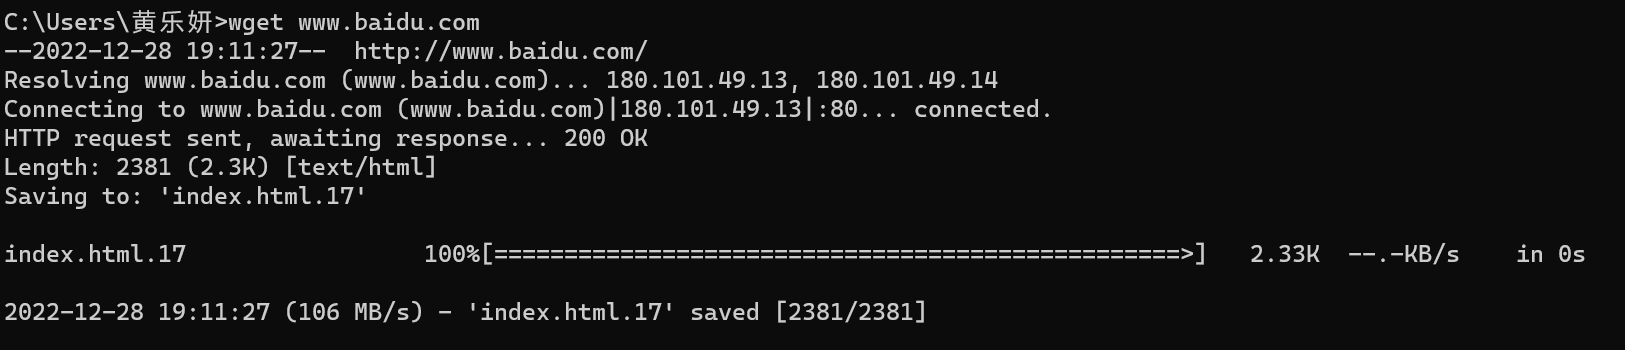 C:\Users\黄乐妍>wget www.baidu.com
--2022-12-28 19:11:27--  http://www.baidu.com/
Resolving www.baidu.com (www.baidu.com)... 180.101.49.13, 180.101.49.14
Connecting to www.baidu.com (www.baidu.com)|180.101.49.13|:80... connected.
HTTP request sent, awaiting response... 200 OK
Length: 2381 (2.3K) [text/html]
Saving to: 'index.html.17'
index.html.17                 100%[=================================================>]   2.33K  --.-KB/s    in 0s
2022-12-28 19:11:27 (106 MB/s) - 'index.html.17' saved [2381/2381]